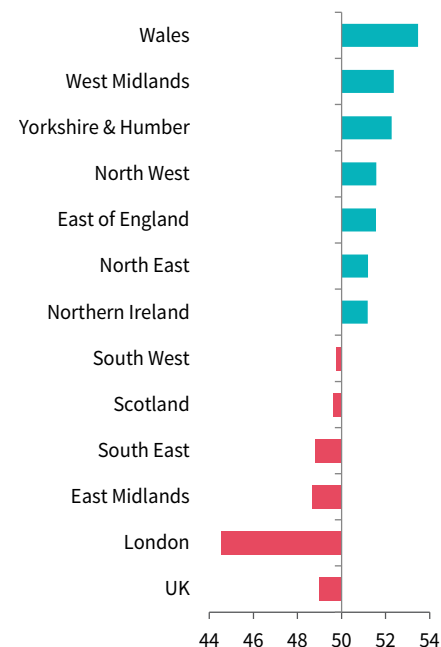 Wales
West Midlands
Yorkshire & Humber
North West
East of England
North East
Northern Ireland
South West
Scotland
South East
East Midlands
London
UK
44 46 48 50 52 54